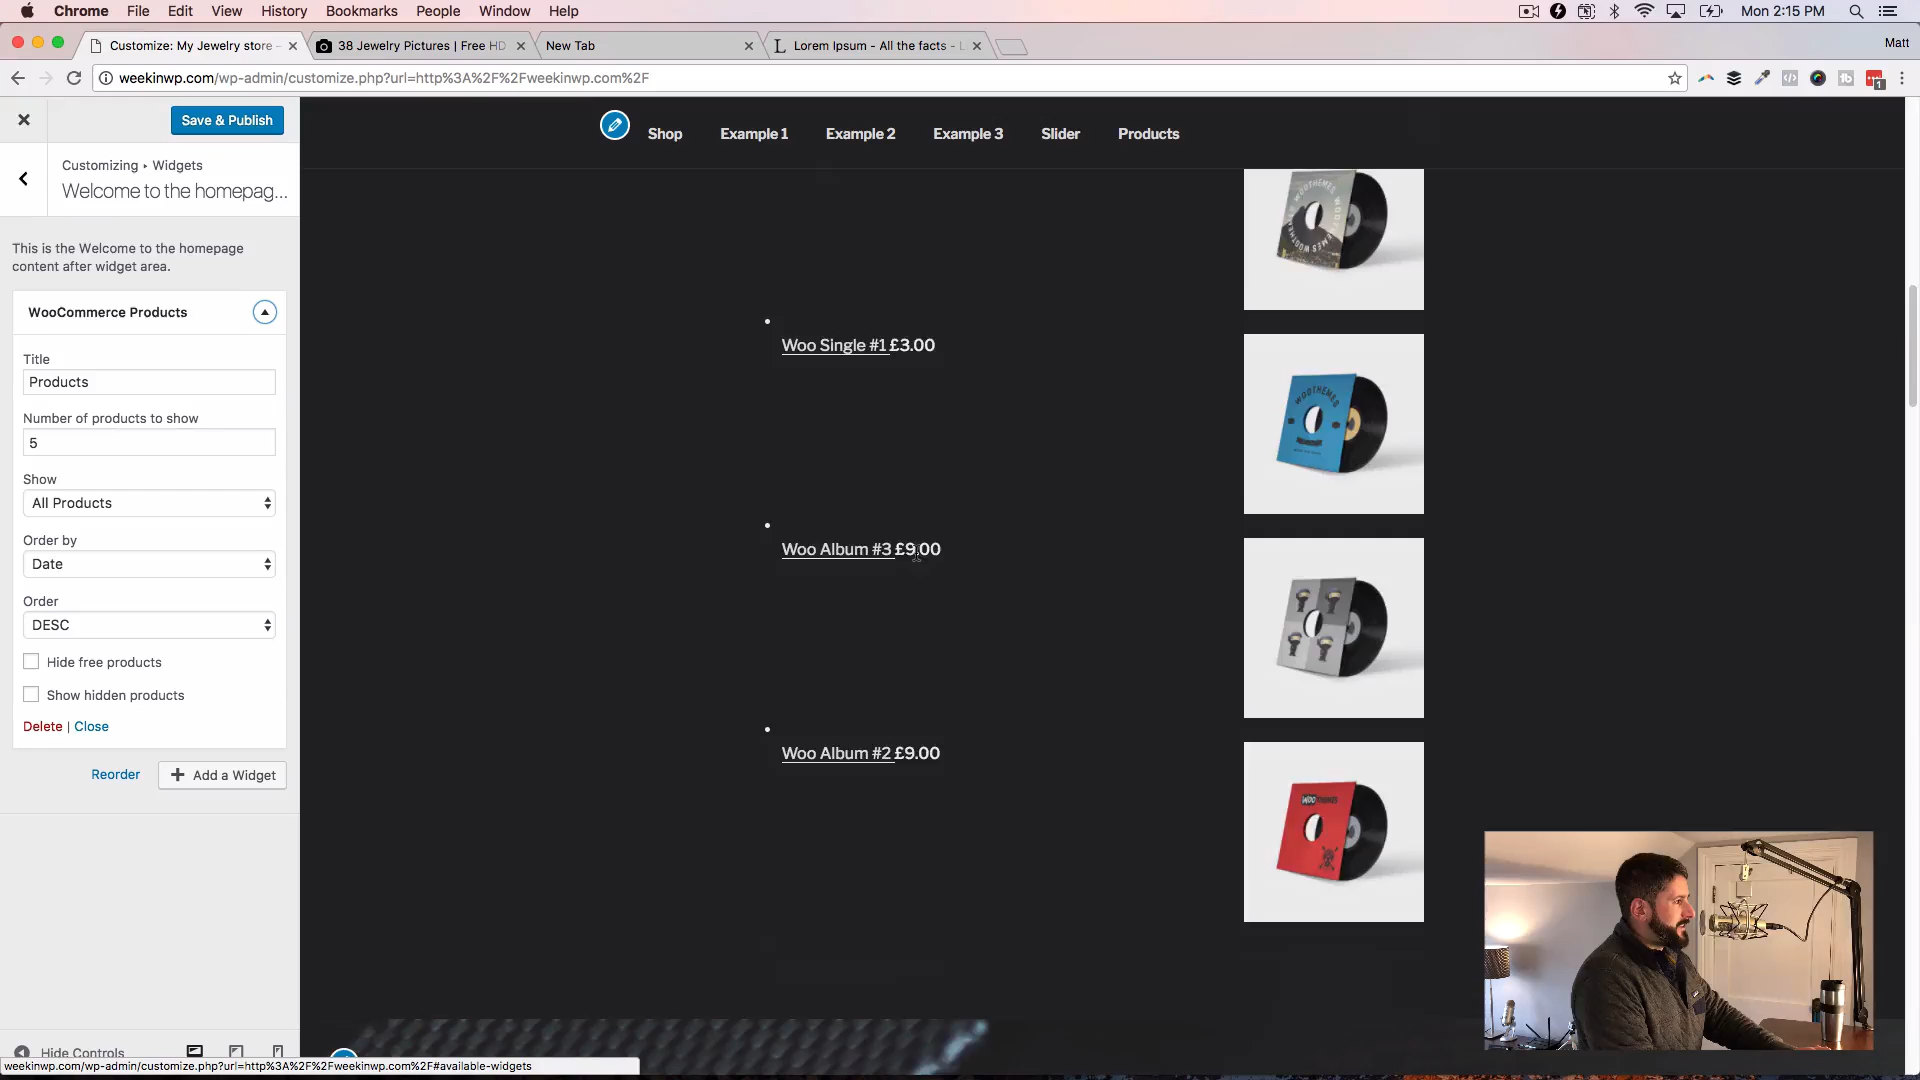 Chrome File Edit View History Bookmarks People Window Help
Mon 2:15 PM
Customize: My Jewelry store –
38 Jewelry Pictures | Free HD
New Tab
Lorem Ipsum - All the facts - L
Matt
weekinwp.com/wp-admin/customize.php?url=http%3A%2F%2Fweekinwp.com%2F
1
Save & Publish
Customizing ▸ Widgets
Welcome to the homepag...
This is the Welcome to the homepage
content after widget area.
WooCommerce Products
Title
Products
Number of products to show
5
Show
All Products
Order by
Date
Order
DESC
Hide free products
Show hidden products
Delete | Close
Reorder
Add a Widget
Hide Controls
weekinwp.com/wp-admin/customize.php?url=http%3A%2F%2Fweekinwp.com%2F#available-widgets
Shop Example 1 Example 2 Example 3 Slider Products
Woo Single #1 £3.00
Woo Album #3 £9.00
Woo Album #2 £9.00
WOOTHEMES WOOTHEMES
WOOTHEMES
WOOTHEMES